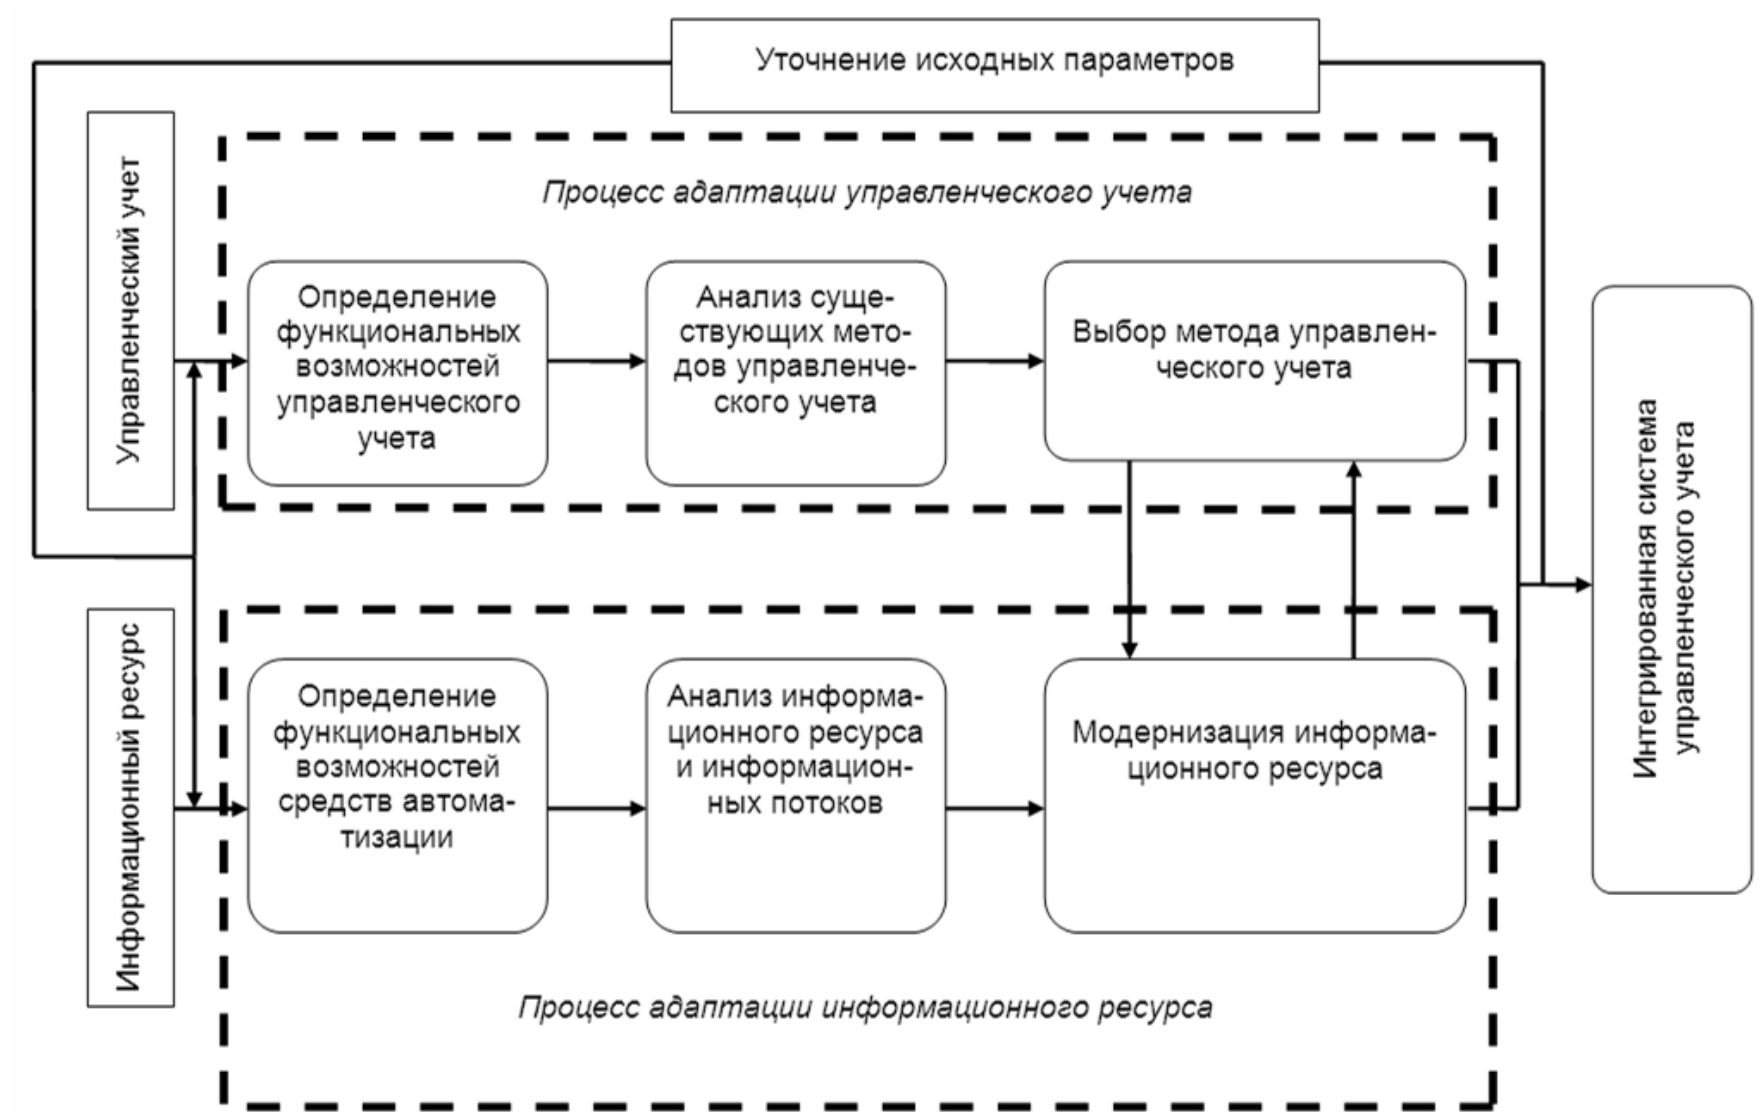 Уточнение исходных параметров
Управленческий учет
Процесс адаптации управленческого учета
Определение
функциональных
возможностей
управленческого
учета
Анализ суще-
ствующих мето-
дов управленче-
ского учета
Выбор метода управлен-
ческого учета
Интегрированная система
управленческого учета
Информационный ресурс
Определение
функциональных
возможностей
средств автома-
тизации
Анализ информа-
ционного ресурса
и информацион-
ных потоков
Модернизация информа-
ционного ресурса
Процесс адаптации информационного ресурса